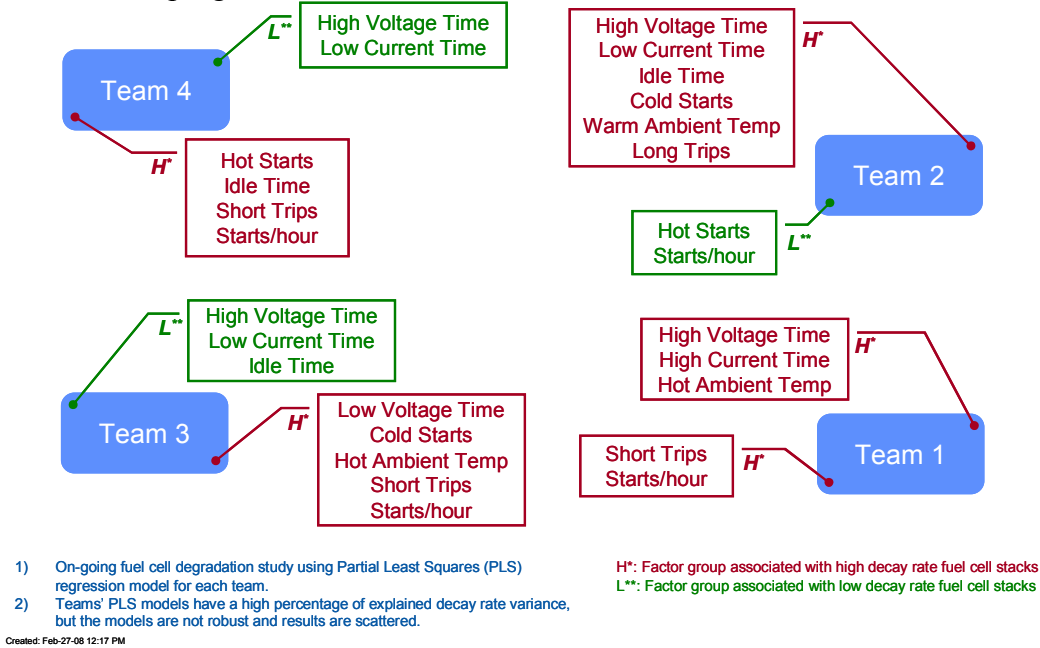 L**
High Voltage Time
Low Current Time
Team 4
H*
Hot Starts
Idle Time
Short Trips
Starts/hour
High Voltage Time
Low Current Time
Idle Time
Cold Starts
Warm Ambient Temp
Long Trips
H*
Team 2
Hot Starts
Starts/hour
L**
L**
High Voltage Time
Low Current Time
Idle Time
Team 3
H*
Low Voltage Time
Cold Starts
Hot Ambient Temp
Short Trips
Starts/hour
High Voltage Time
High Current Time
Hot Ambient Temp
H*
Short Trips
Starts/hour
H*
Team 1
1) On-going fuel cell degradation study using Partial Least Squares (PLS)
regression model for each team.
2) Teams' PLS models have a high percentage of explained decay rate variance,
but the models are not robust and results are scattered.
H*: Factor group associated with high decay rate fuel cell stacks
L**: Factor group associated with low decay rate fuel cell stacks
Created: Feb-27-08 12:17 PM